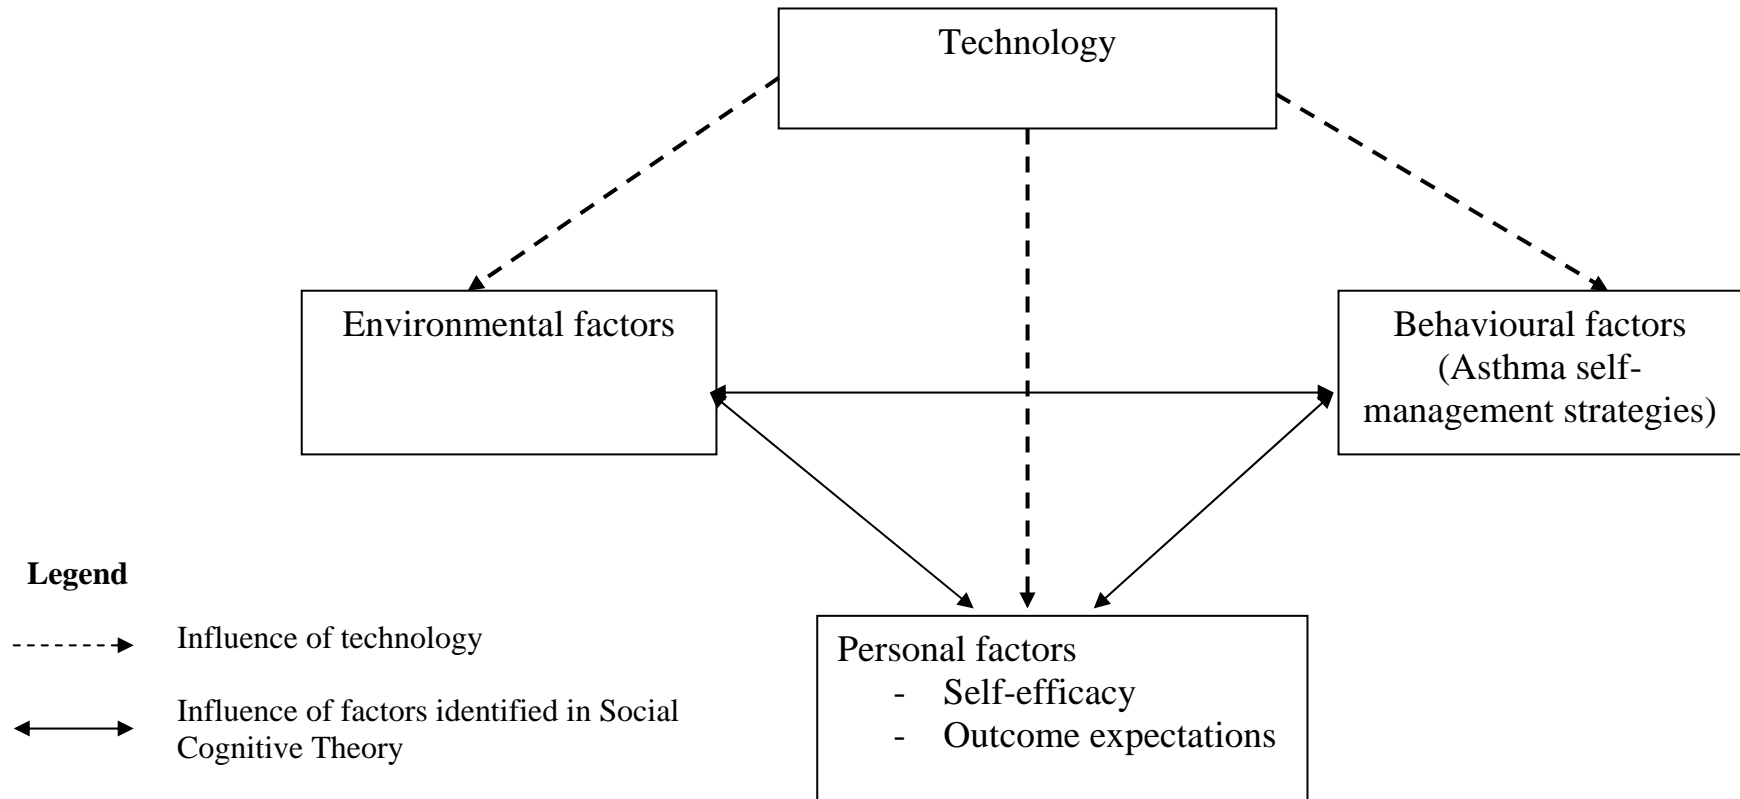 Technology
Environmental factors
Behavioural factors
(Asthma self-
management strategies)
Legend
Influence of technology
Influence of factors identified in Social
Cognitive Theory
Personal factors
- Self-efficacy
- Outcome expectations